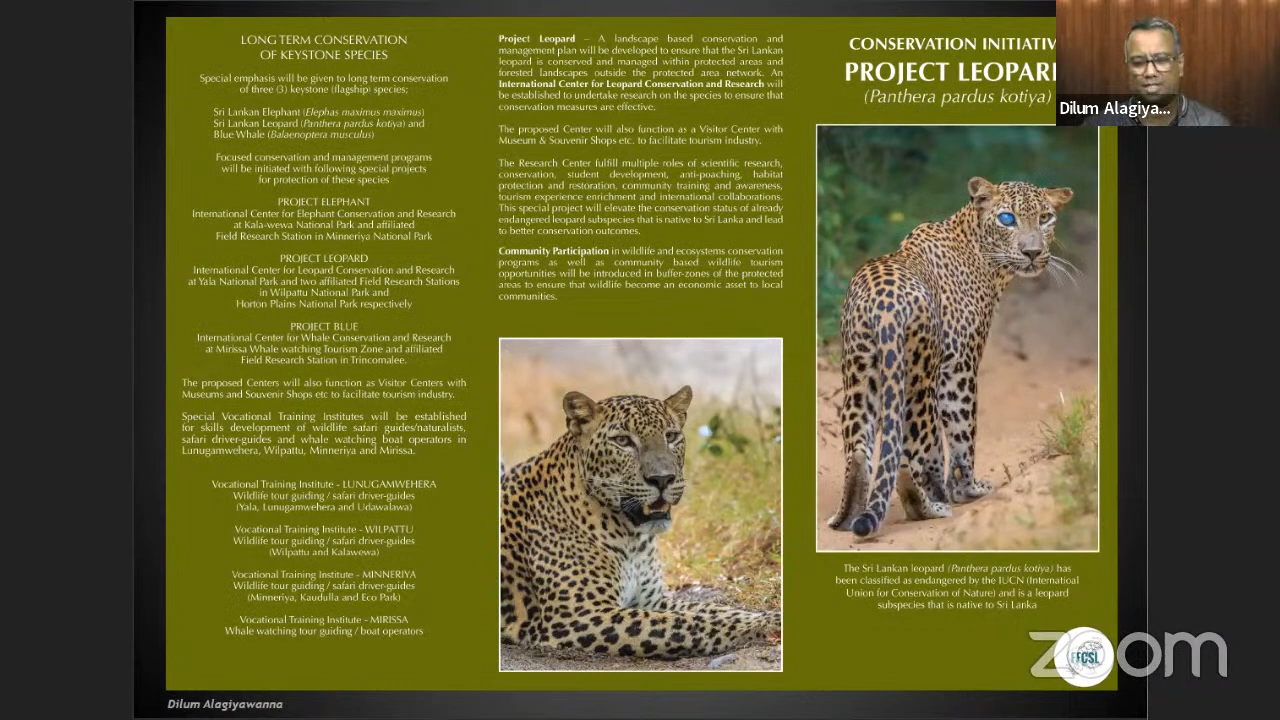 LONG TERM CONSERVATION
OF KEYSTONE SPECIES
Special emphasis will be given to long term conservation
of three (3) keystone (flagship) species;
Sri Lankan Elephant (Elephas maximus maximus)
Sri Lankan Leopard (Panthera pardus kotiya) and
Blue Whale (Balaenoptera musculus)
Focused conservation and management programs
will be initiated with following special projects
for protection of these species
PROJECT ELEPHANT
International Center for Elephant Conservation and Research
at Kala-wewa National Park and affiliated
Field Research Station in Minneriya National Park
PROJECT LEOPARD
International Center for Leopard Conservation and Research
at Yala National Park and two affiliated Field Research Stations
in Wilpattu National Park and
Horton Plains National Park respectively
PROJECT BLUE
International Center for Whale Conservation and Research
at Mirissa Whale watching Tourism Zone and affiliated
Field Research Station in Trincomalee.
The proposed Centers will also function as Visitor Centers with
Museums and Souvenir Shops etc to facilitate tourism industry.
Special Vocational Training Institutes will be established
for skills development of wildlife safari guides/naturalists,
safari driver-guides and whale watching boat operators in
Lunugamwehera, Wilpattu, Minneriya and Mirissa.
Vocational Training Institute - LUNUGAMWEHERA
Wildlife tour guiding / safari driver-guides
(Yala, Lunugamwehera and Udawalawa)
Vocational Training Institute - WILPATTU
Wildlife tour guiding / safari driver-guides
(Wilpattu and Kalawewa)
Vocational Training Institute - MINNERIYA
Wildlife tour guiding / safari driver-guides
(Minneriya, Kaudulla and Eco Park)
Vocational Training Institute - MIRISSA
Whale watching tour guiding / boat operators
Project Leopard – A landscape based conservation and
management plan will be developed to ensure that the Sri Lankan
leopard is conserved and managed within protected areas and
forested landscapes outside the protected area network. An
International Center for Leopard Conservation and Research will
be established to undertake research on the species to ensure that
conservation measures are effective.
The proposed Center will also function as a Visitor Center with
Museum & Souvenir Shops etc. to facilitate tourism industry.
The Research Center fulfill multiple roles of scientific research,
conservation, student development, anti-poaching, habitat
protection and restoration, community training and awareness,
tourism experience enrichment and international collaborations.
This special project will elevate the conservation status of already
endangered leopard subspecies that is native to Sri Lanka and lead
to better conservation outcomes.
Community Participation in wildlife and ecosystems conservation
programs as well as community based wildlife tourism
opportunities will be introduced in buffer-zones of the protected
areas to ensure that wildlife become an economic asset to local
communities.
CONSERVATION INITIATIV
PROJECT LEOPAR
(Panthera pardus kotiya)
The Sri Lankan leopard (Panthera pardus kotiya) has
been classified as endangered by the IUCN (Internatioal
Union for Conservation of Nature) and is a leopard
subspecies that is native to Sri Lanka
Dilum Alagiya...
zoom
FCSL
Dilum Alagiyawanna